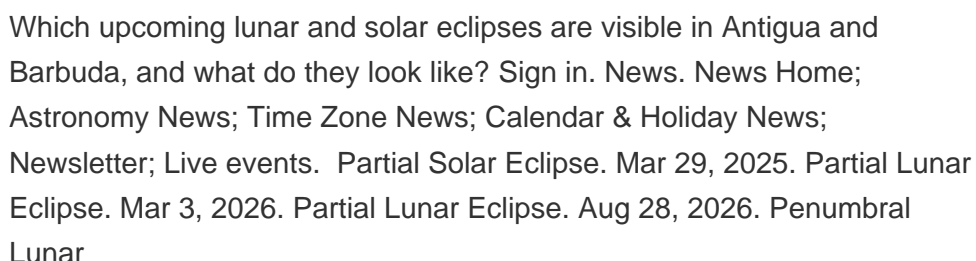 Which upcoming lunar and solar eclipses are visible in Antigua and
Barbuda, and what do they look like? Sign in. News. News Home;
Astronomy News; Time Zone News; Calendar & Holiday News;
Newsletter; Live events.  Partial Solar Eclipse. Mar 29, 2025. Partial Lunar
Eclipse. Mar 3, 2026. Partial Lunar Eclipse. Aug 28, 2026. Penumbral
Lunar